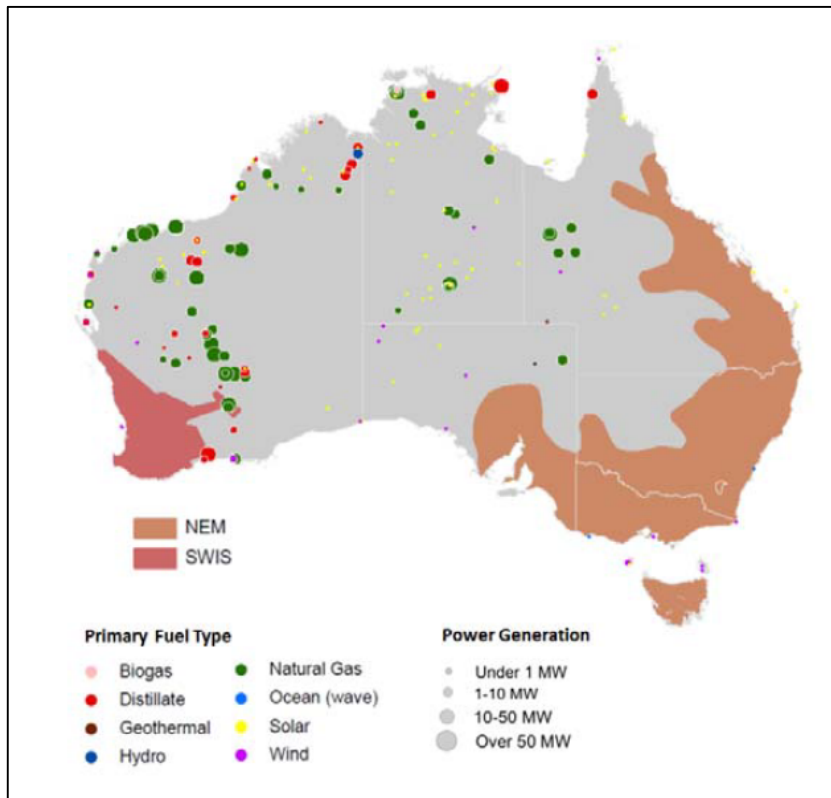 NEM
SWIS
Primary Fuel Type
Biogas
Distillate
Geothermal
Hydro
Natural Gas
Ocean (wave)
Solar
Wind
Power Generation
Under 1 MW
1-10 MW
10-50 MW
Over 50 MW